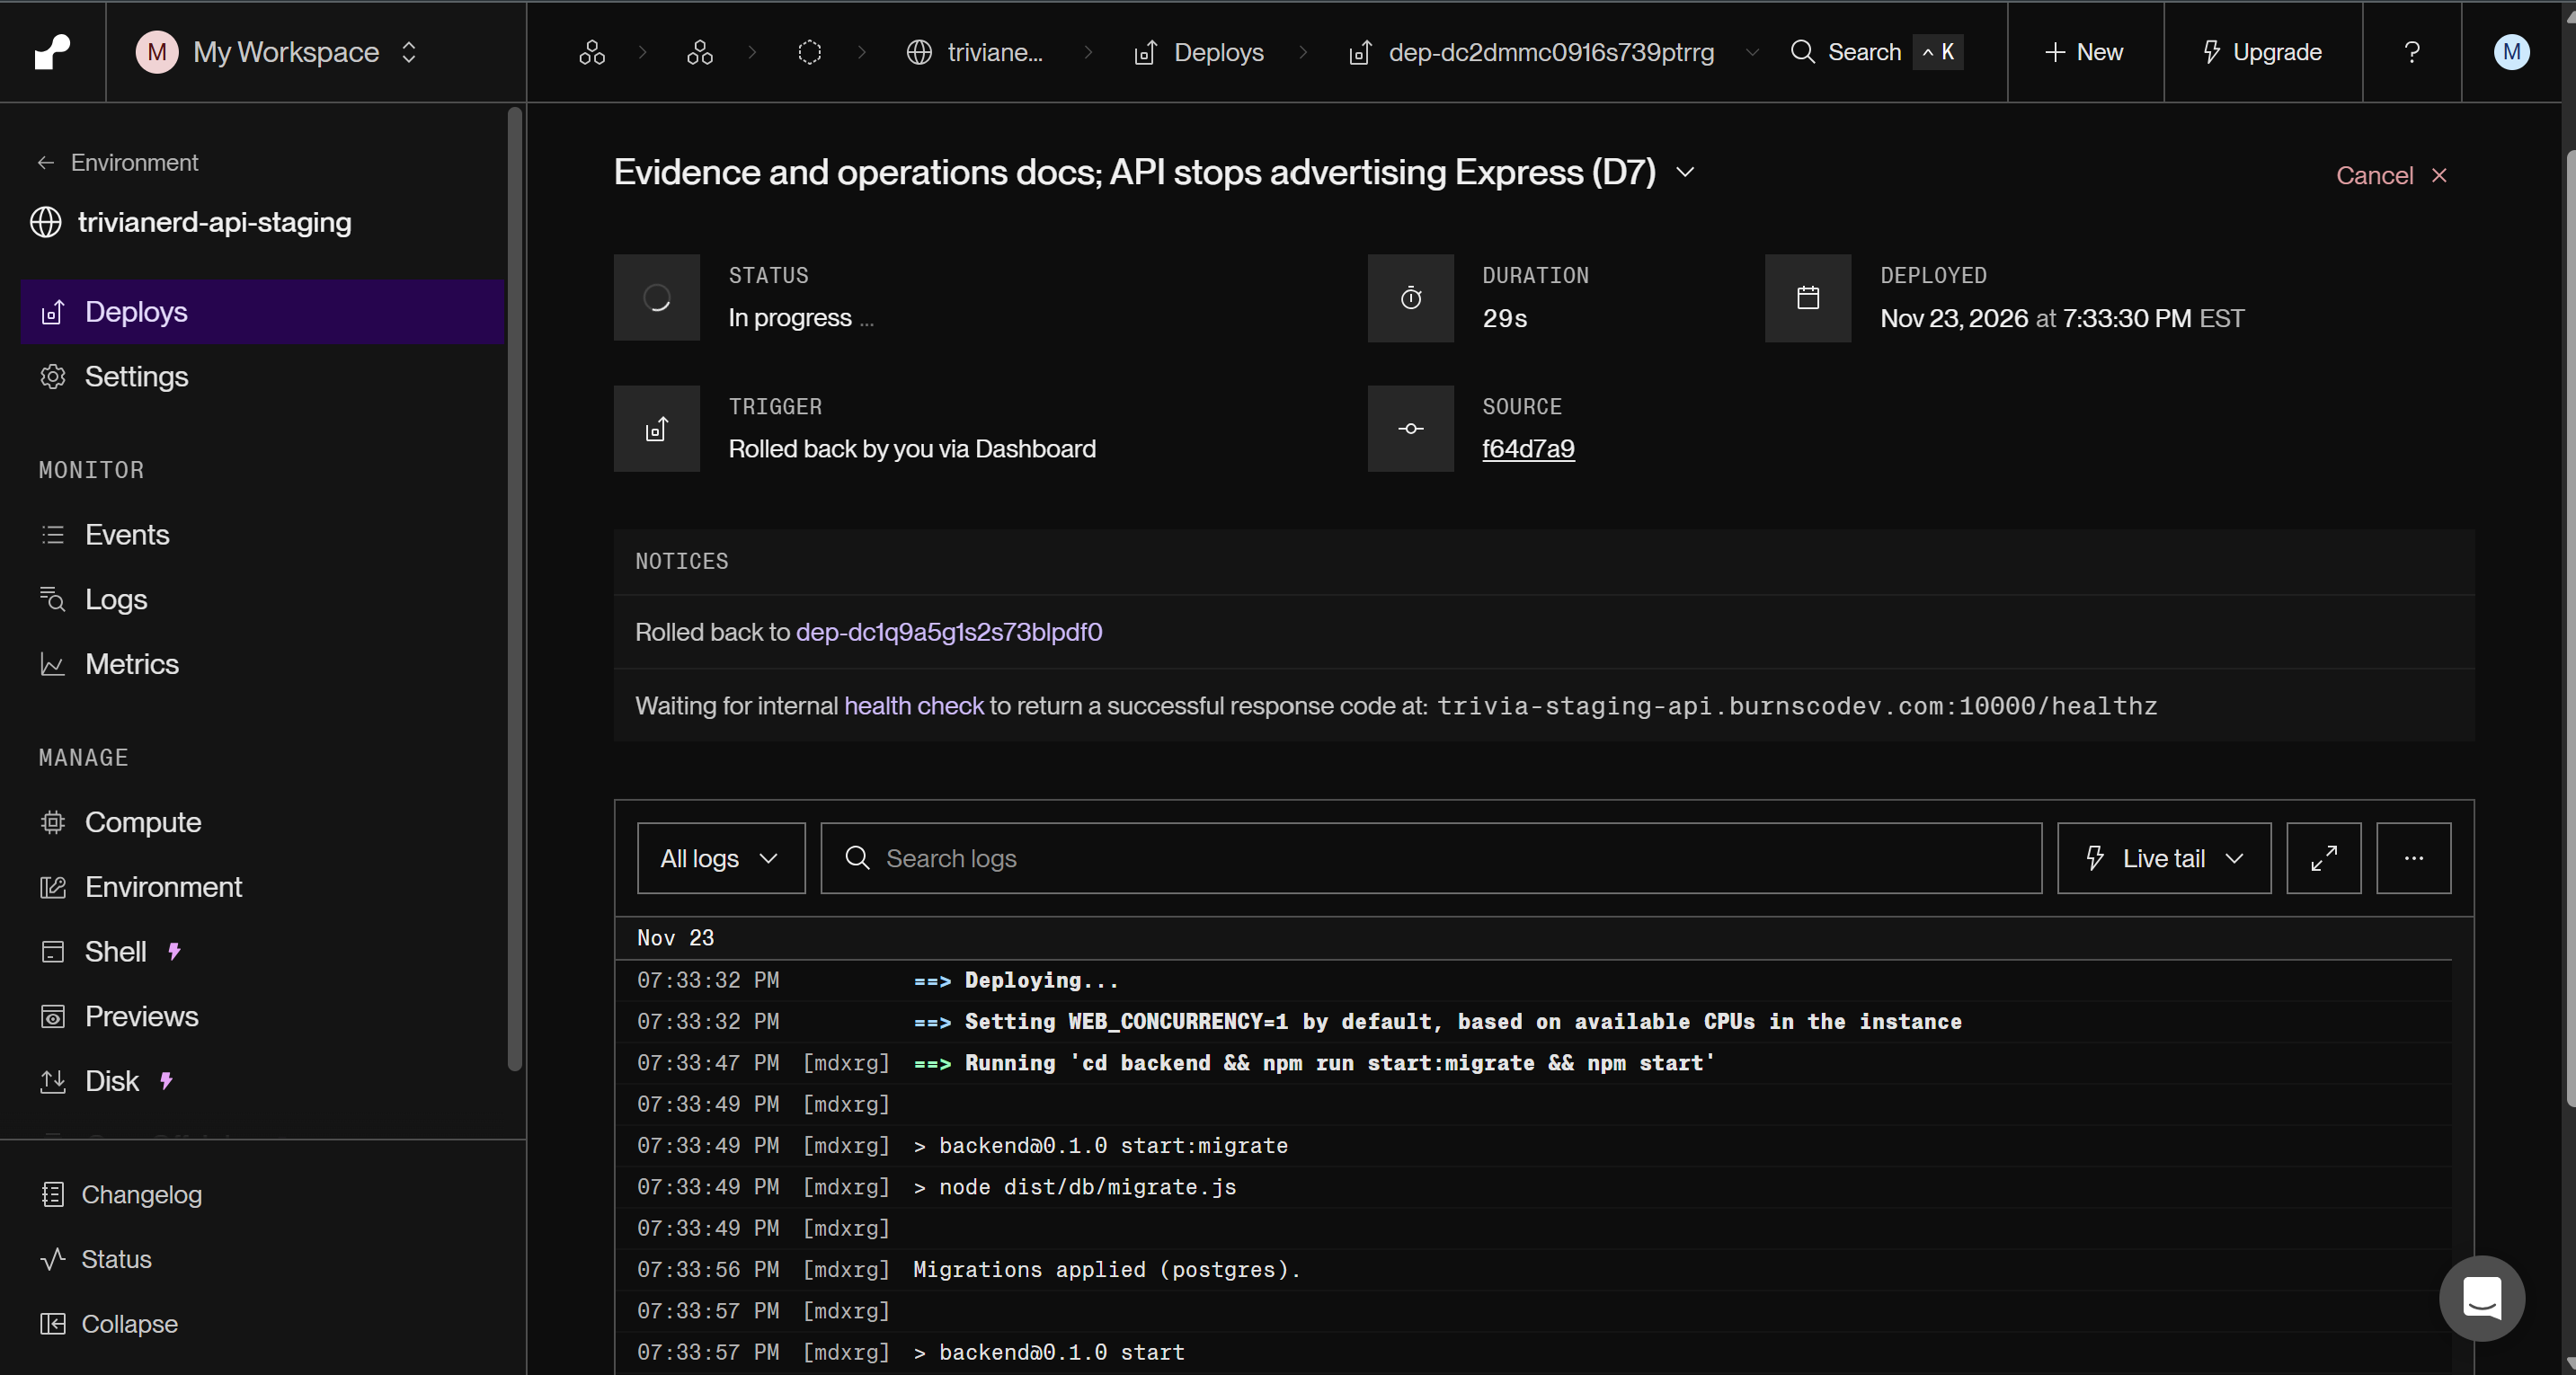 M My Workspace
triviane...
Deploys
dep-dc2dmmc0916s739ptrrg
Search ^ K
+ New
Upgrade
?
M
← Environment
trivianerd-api-staging
Deploys
Settings
MONITOR
Events
Logs
Metrics
MANAGE
Compute
Environment
Shell
Previews
Disk
Changelog
Status
Collapse
Evidence and operations docs; API stops advertising Express (D7)
Cancel ×
STATUS
In progress ...
DURATION
29s
DEPLOYED
Nov 23, 2026 at 7:33:30 PM EST
TRIGGER
Rolled back by you via Dashboard
SOURCE
f64d7a9
NOTICES
Rolled back to dep-dc1q9a5g1s2s73blpdf0
Waiting for internal health check to return a successful response code at: trivia-staging-api.burnscodev.com:10000/healthz
All logs
Search logs
Live tail
...
Nov 23
07:33:32 PM ==> Deploying...
07:33:32 PM ==> Setting WEB_CONCURRENCY=1 by default, based on available CPUs in the instance
07:33:47 PM [mdxrg] ==> Running 'cd backend && npm run start:migrate && npm start'
07:33:49 PM [mdxrg]
07:33:49 PM [mdxrg] > backend@0.1.0 start:migrate
07:33:49 PM [mdxrg] > node dist/db/migrate.js
07:33:49 PM [mdxrg]
07:33:56 PM [mdxrg] Migrations applied (postgres).
07:33:57 PM [mdxrg]
07:33:57 PM [mdxrg] > backend@0.1.0 start